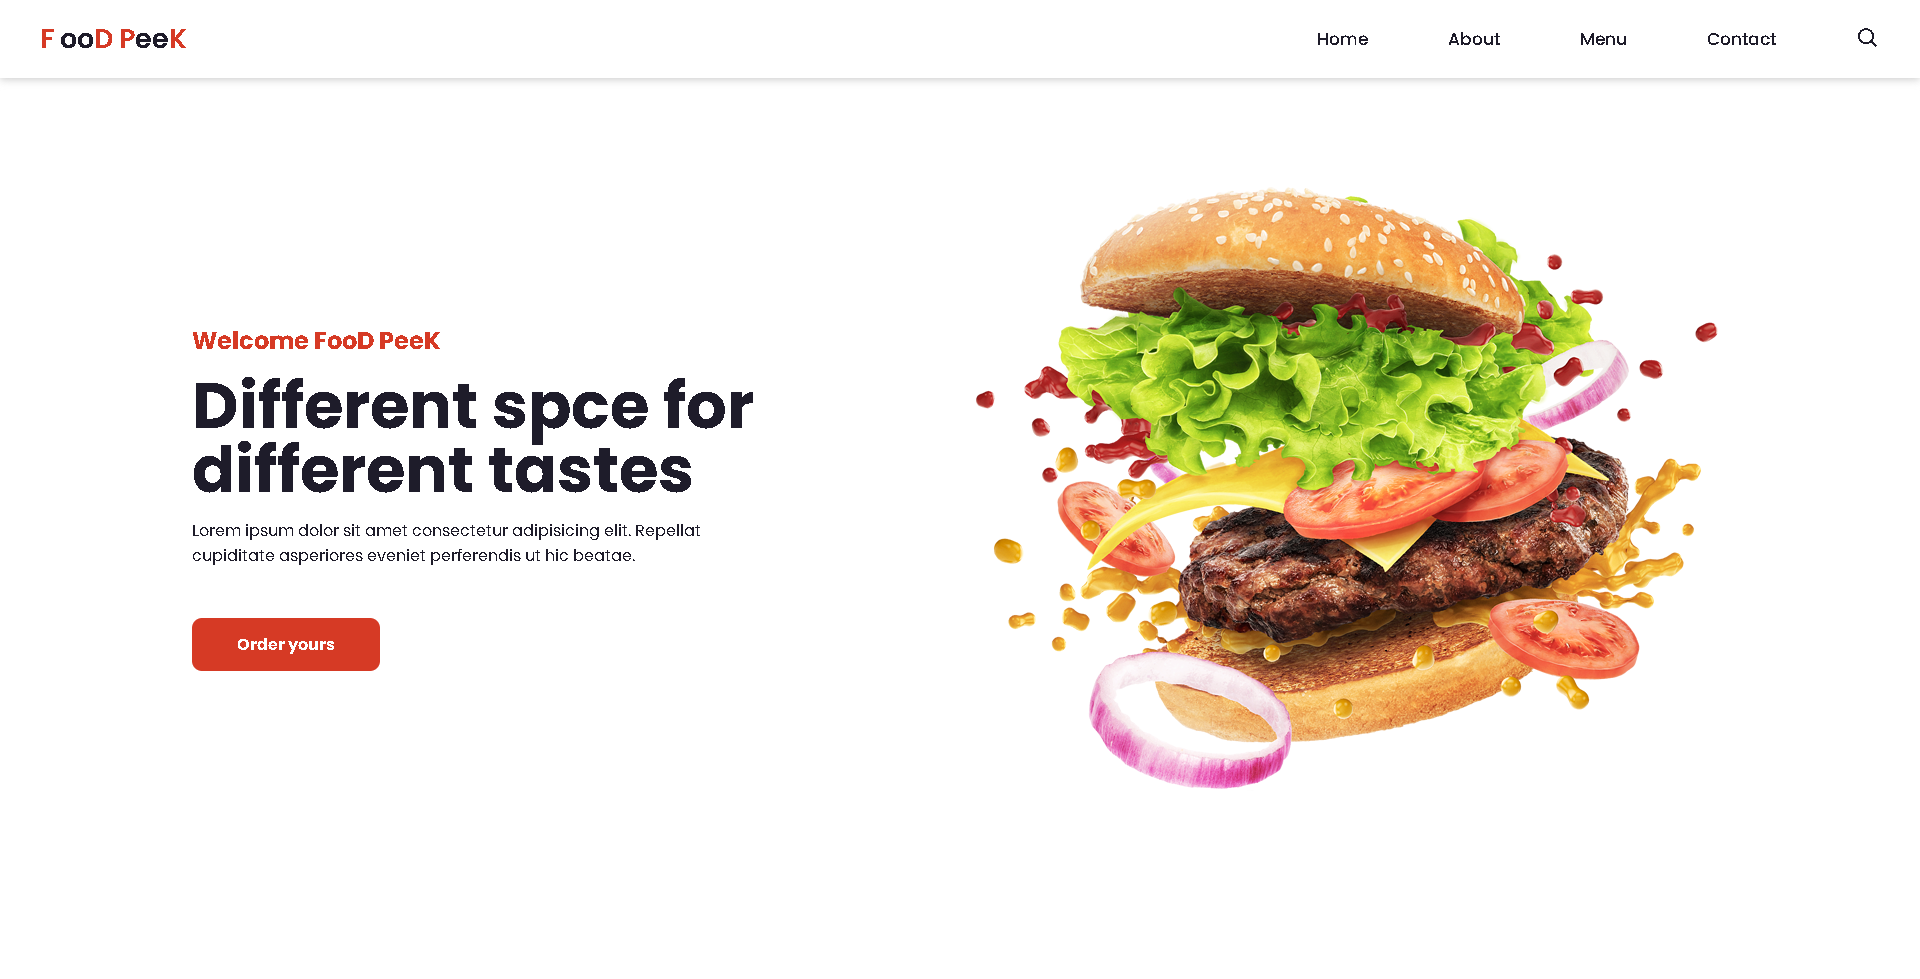 F ooD PeeK
Home About Menu Contact
Welcome FooD PeeK
Different spce for
different tastes
Lorem ipsum dolor sit amet consectetur adipisicing elit. Repellat
cupiditate asperiores eveniet perferendis ut hic beatae.
Order yours